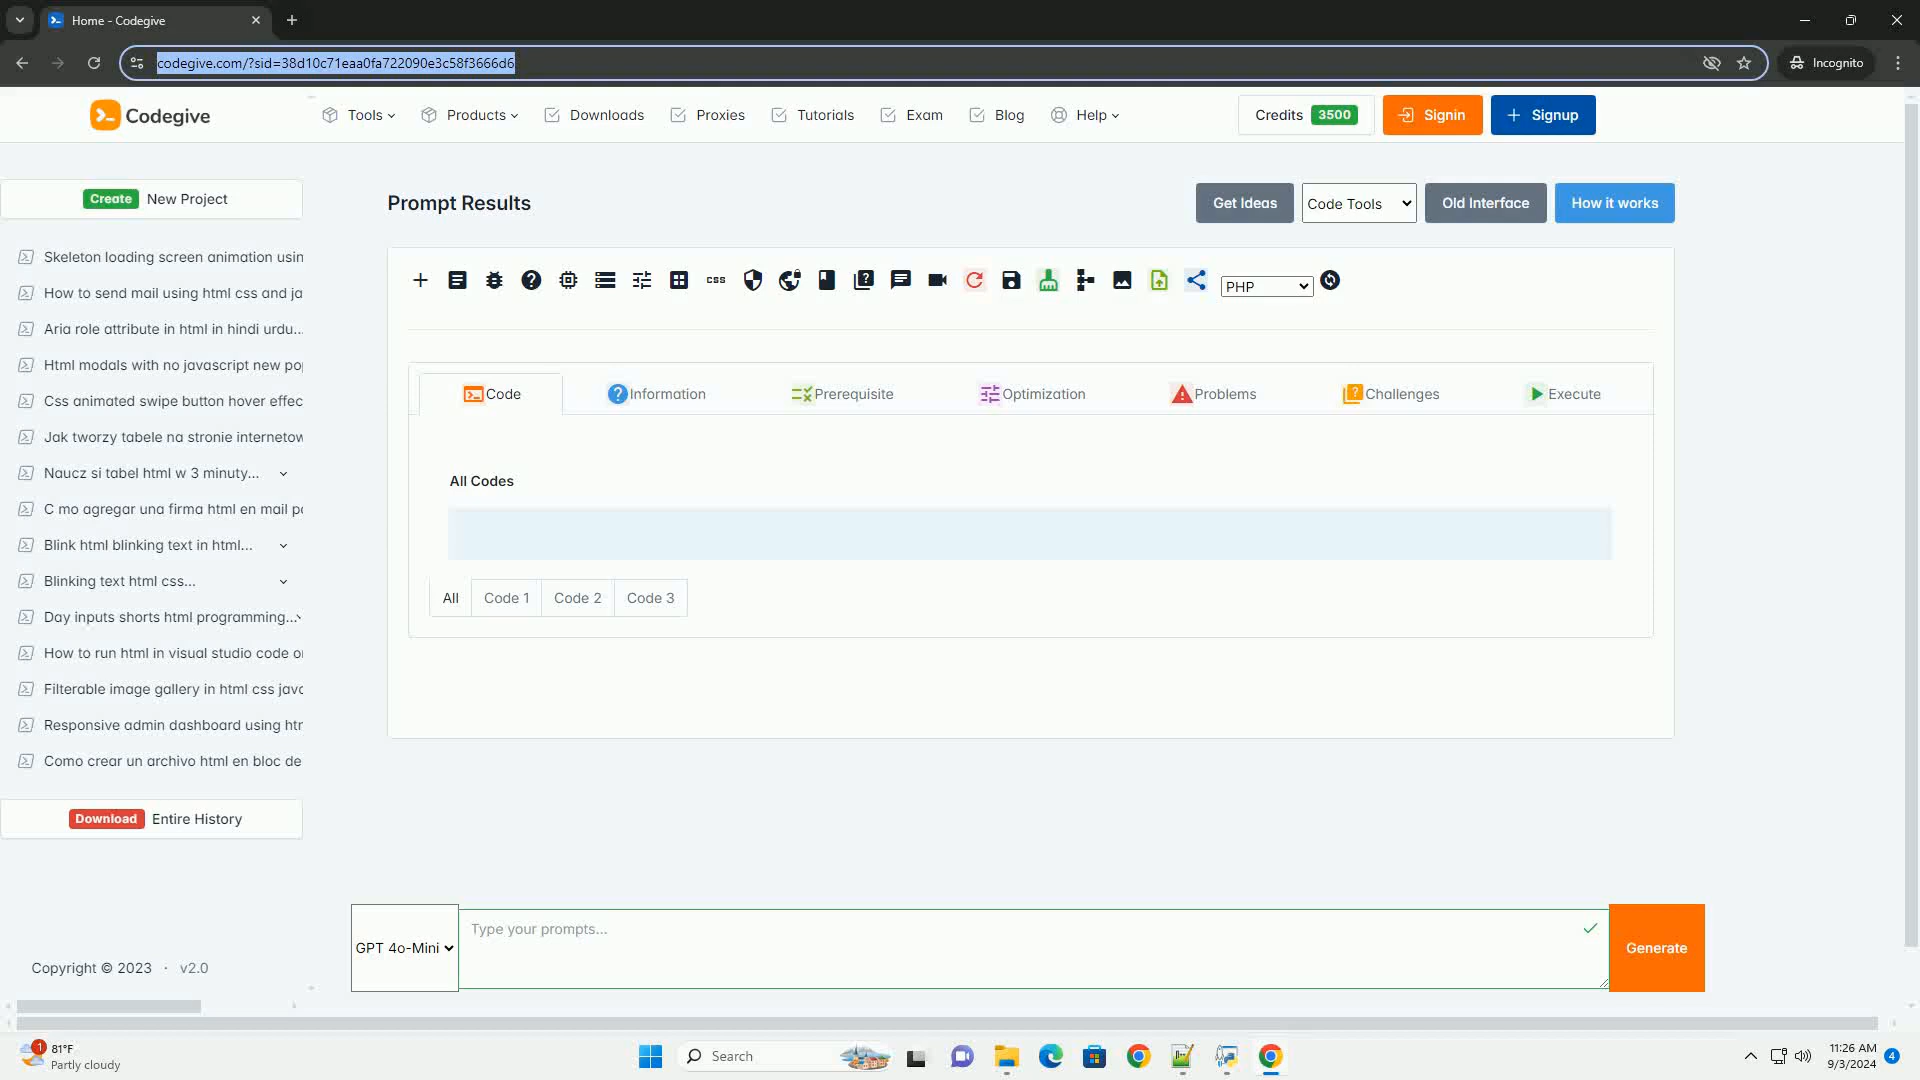 Home - Codegive
codegive.com/?sid=38d10c71eaa0fa722090e3c58f3666d6
Incognito
Codegive
Tools
Products
Downloads
Proxies
Tutorials
Exam
Blog
Help
Credits 3500
Signin
Signup
Create New Project
Skeleton loading screen animation usin
How to send mail using html css and ja
Aria role attribute in html in hindi urdu...
Html modals with no javascript new po
Css animated swipe button hover effec
Jak tworzy tabele na stronie internetow
Naucz si tabel html w 3 minuty...
C mo agregar una firma html en mail p
Blink html blinking text in html...
Blinking text html css...
Day inputs shorts html programming...
How to run html in visual studio code o
Filterable image gallery in html css java
Responsive admin dashboard using htm
Como crear un archivo html en bloc de
Download Entire History
Copyright © 2023 · v2.0
Prompt Results
Get Ideas
Code Tools
Old Interface
How it works
css
PHP
Code
Information
Prerequisite
Optimization
Problems
Challenges
Execute
All Codes
All
Code 1
Code 2
Code 3
GPT 4o-Mini
Type your prompts...
Generate
1
81°F
Partly cloudy
Search
11:26 AM
9/3/2024
4